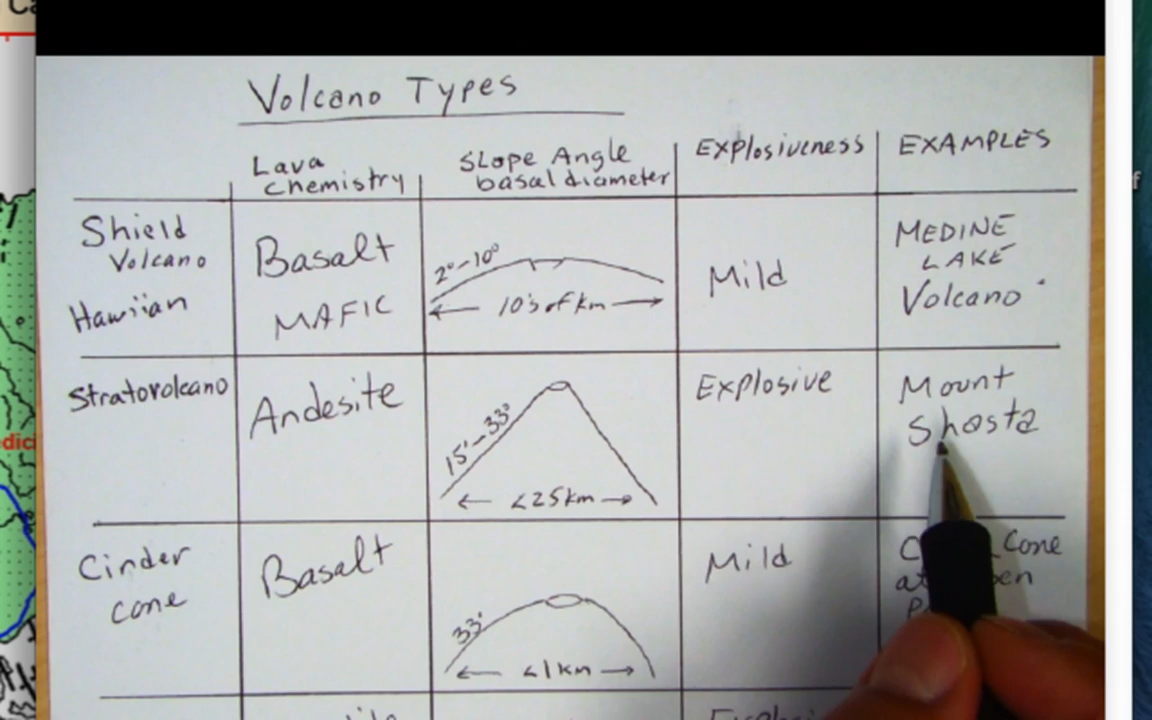 Volcano Types
Lava
Chemistry
Slope Angle
basal diameter
Explosiveness
EXAMPLES
Shield
Volcano
Hawiian
Basalt
MAFIC
2°-10°
10's of km
Mild
MEDINE
LAKE
Volcano
Stratovolcano
Andesite
15°-33°
<25km
Explosive
Mount
Shasta
Cinder
cone
Basalt
33°
<1km
Mild
Cone
at
dici